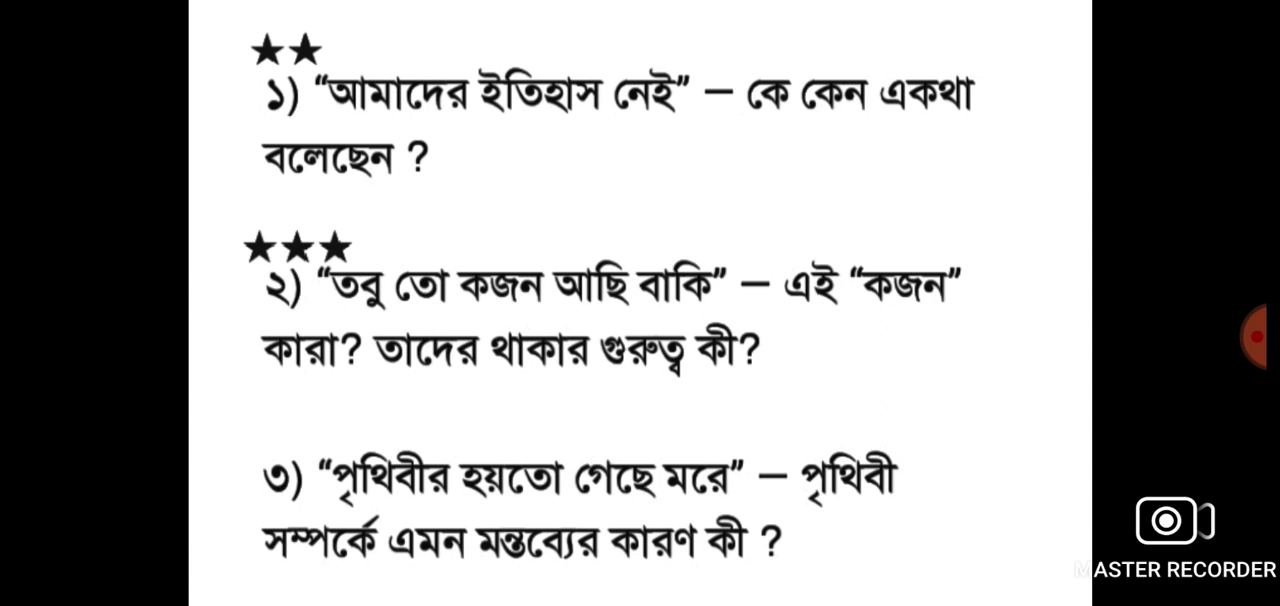 ★★
১) “আমাদের ইতিহাস নেই” – কে কেন একথা
বলেছেন ?
★★★
২) “তবু তো কজন আছি বাকি” – এই “কজন”
কারা? তাদের থাকার গুরুত্ব কী?
৩) “পৃথিবীর হয়তো গেছে মরে” – পৃথিবী
সম্পর্কে এমন মন্তব্যের কারণ কী ?
MASTER RECORDER